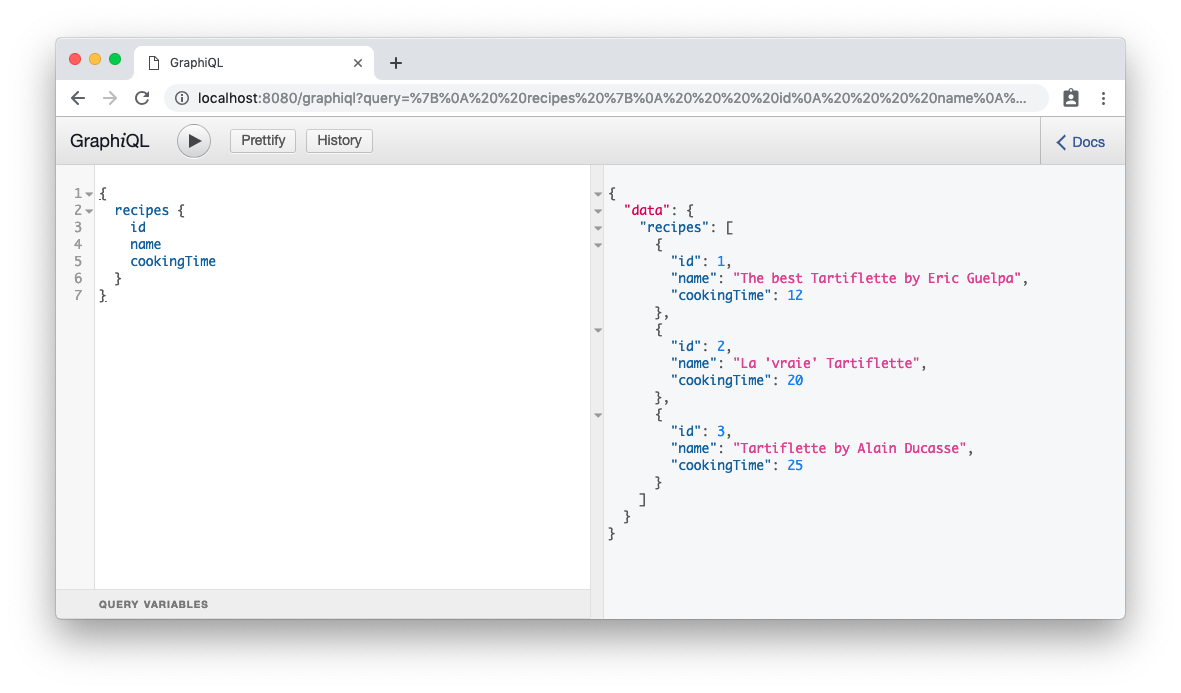 GraphiQL
localhost:8080/graphiql?query=%7B%0A%20%20recipes%20%7B%0A%20%20%20%20id%0A%20%20%20%20name%0A%...
GraphiQL
Prettify
History
Docs
1 {
2 recipes {
3 id
4 name
5 cookingTime
6 }
7 }
QUERY VARIABLES
{
"data": {
"recipes": [
{
"id": 1,
"name": "The best Tartiflette by Eric Guelpa",
"cookingTime": 12
},
{
"id": 2,
"name": "La 'vraie' Tartiflette",
"cookingTime": 20
},
{
"id": 3,
"name": "Tartiflette by Alain Ducasse",
"cookingTime": 25
}
]
}
}